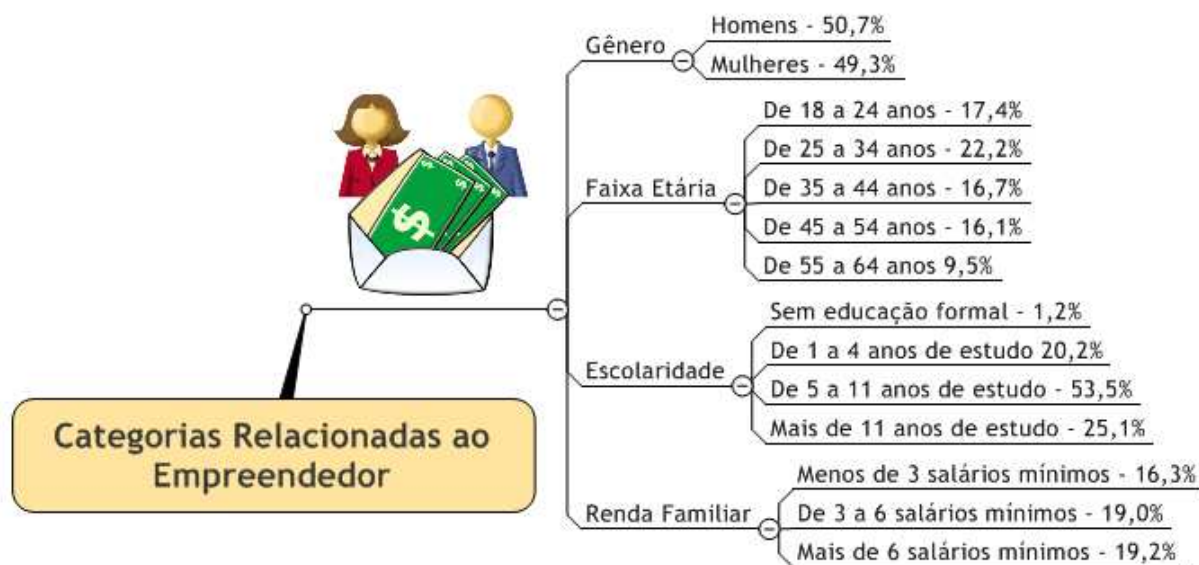 Gênero
Homens - 50,7%
Mulheres - 49,3%
Faixa Etária
De 18 a 24 anos - 17,4%
De 25 a 34 anos - 22,2%
De 35 a 44 anos - 16,7%
De 45 a 54 anos - 16,1%
De 55 a 64 anos 9,5%
Escolaridade
Sem educação formal - 1,2%
De 1 a 4 anos de estudo 20,2%
De 5 a 11 anos de estudo - 53,5%
Mais de 11 anos de estudo - 25,1%
Renda Familiar
Menos de 3 salários mínimos - 16,3%
De 3 a 6 salários mínimos - 19,0%
Mais de 6 salários mínimos - 19,2%
Categorias Relacionadas ao
Empreendedor